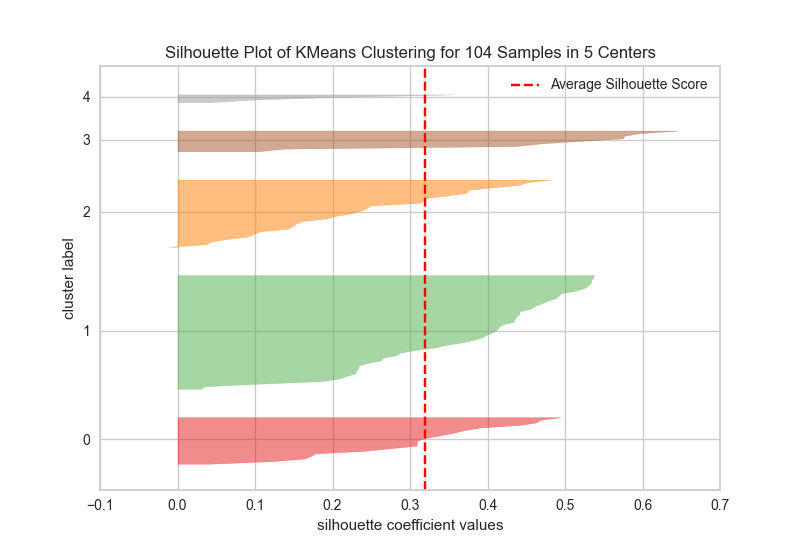 Silhouette Plot of KMeans Clustering for 104 Samples in 5 Centers
Average Silhouette Score
cluster label
4
3
2
1
0
−0.1 0.0 0.1 0.2 0.3 0.4 0.5 0.6 0.7
silhouette coefficient values